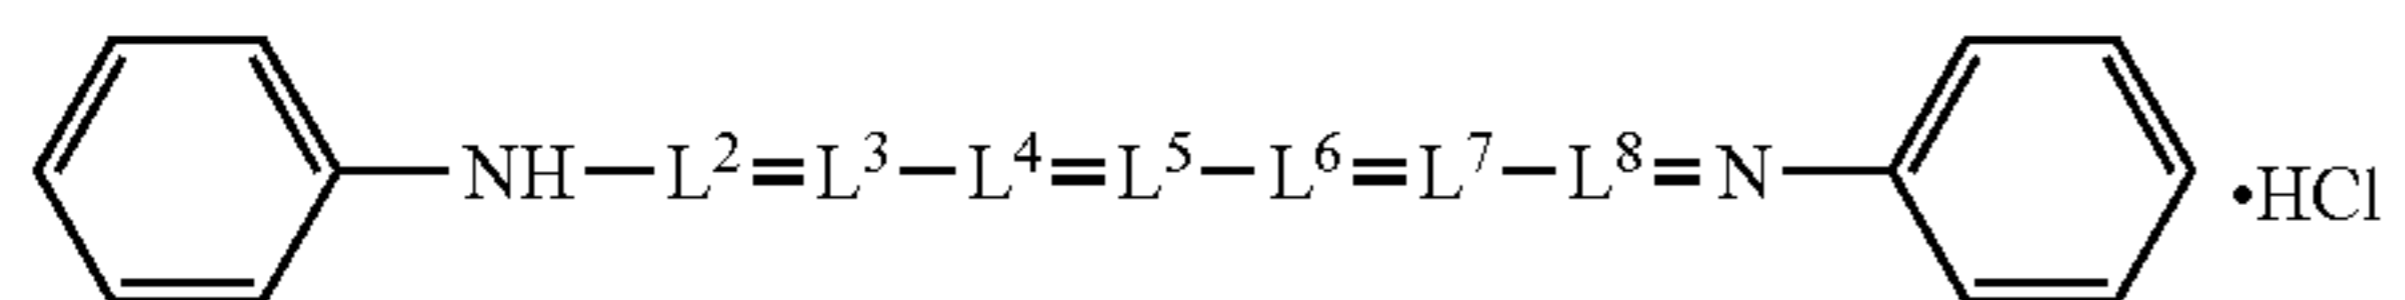 NH—L²=L³—L⁴=L⁵—L⁶=L⁷—L⁸=N •HCl